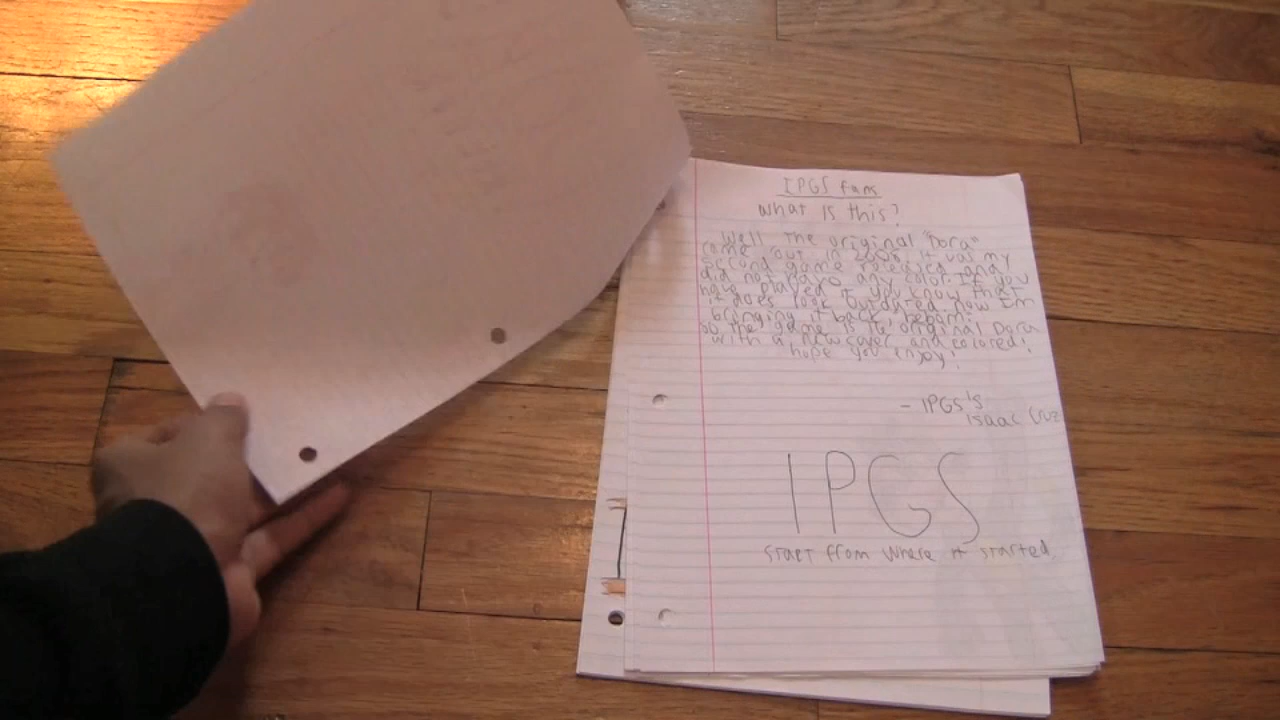 IPGS fans
What is this?
Well the original "Dora"
came out in 2006. it was my
second game released and
did not have any color. If you
have played it you know that
it does look outdated. now I'm
bringing it back, reborn.
so the game is the original Dora
with a new cover and colored!
hope you enjoy!
- IPGS's
Isaac Cruz
IPGS
Start from where it started